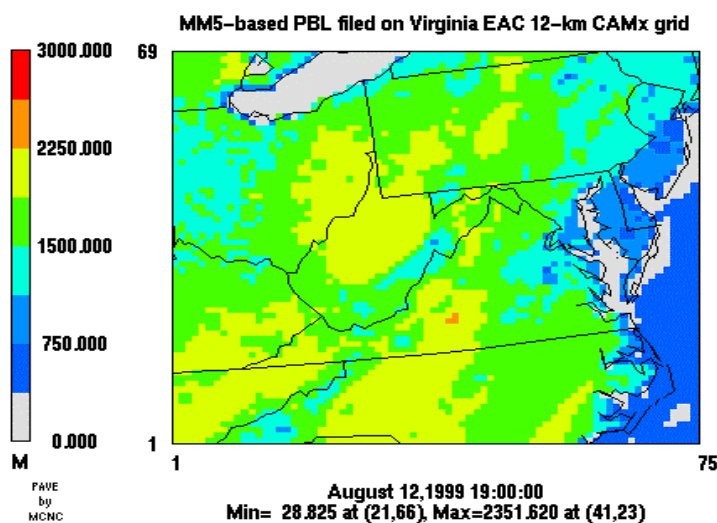 MM5-based PBL filed on Virginia EAC 12-km CAMx grid
3000.000
2250.000
1500.000
750.000
0.000
M
69
1
1
75
PAVE
by
MCNC
August 12,1999 19:00:00
Min= 28.825 at (21,66), Max=2351.620 at (41,23)